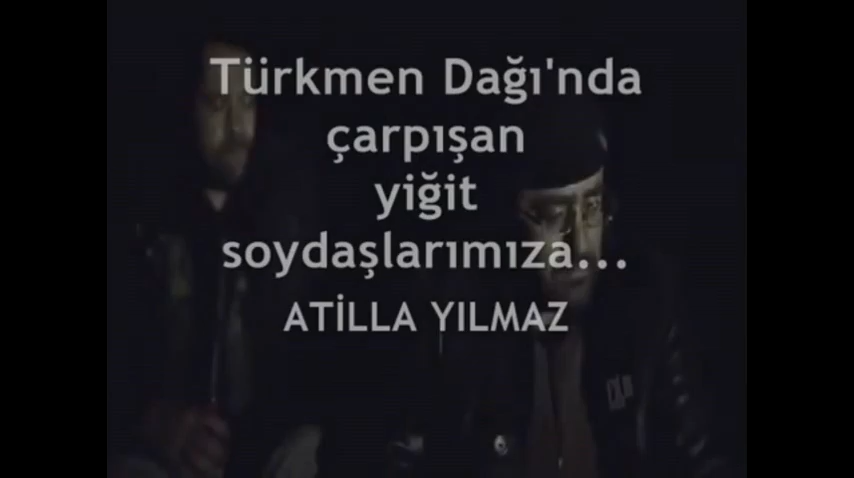 Türkmen Dağı'nda
çarpışan
yiğit
soydaşlarımıza...
ATİLLA YILMAZ